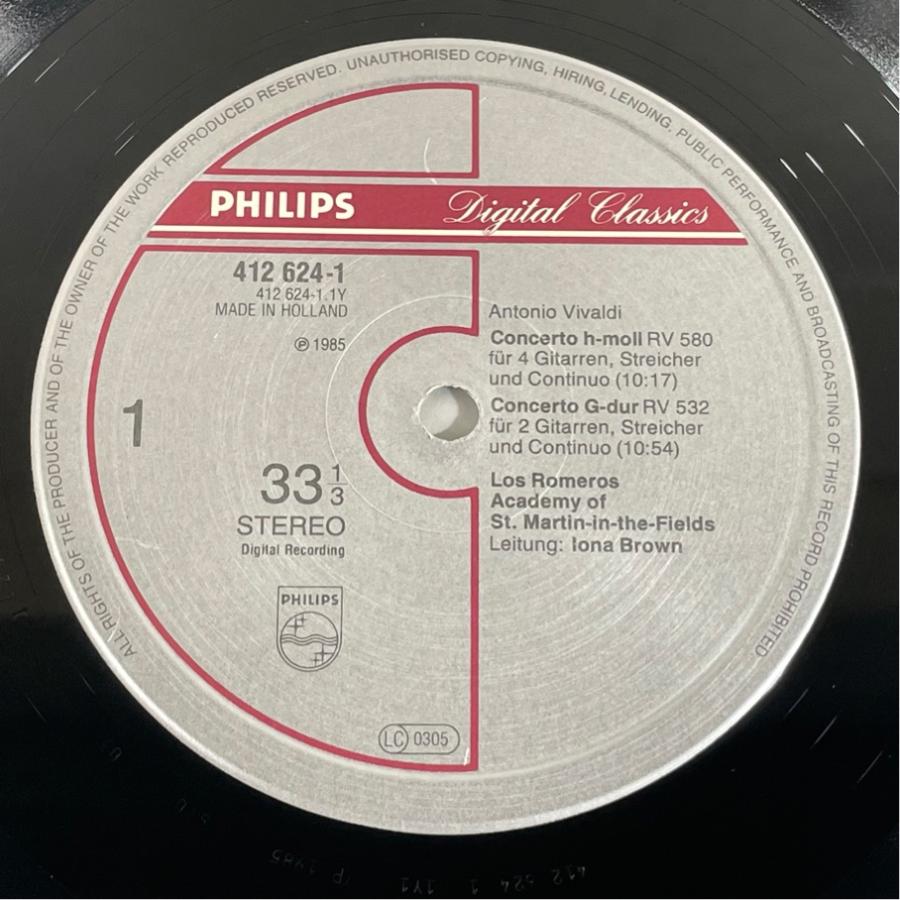 ALL RIGHTS OF THE PRODUCER AND OF THE OWNER OF THE WORK REPRODUCED RESERVED. UNAUTHORISED COPYING, HIRING, LENDING, PUBLIC PERFORMANCE AND BROADCASTING OF THIS RECORD PROHIBITED
PHILIPS Digital Classics
412 624-1
412 624-1.1Y
MADE IN HOLLAND
℗ 1985
1
33 1/3
STEREO
Digital Recording
PHILIPS
LC 0305
Antonio Vivaldi
Concerto h-moll RV 580
für 4 Gitarren, Streicher
und Continuo (10:17)
Concerto G-dur RV 532
für 2 Gitarren, Streicher
und Continuo (10:54)
Los Romeros
Academy of
St. Martin-in-the-Fields
Leitung: Iona Brown